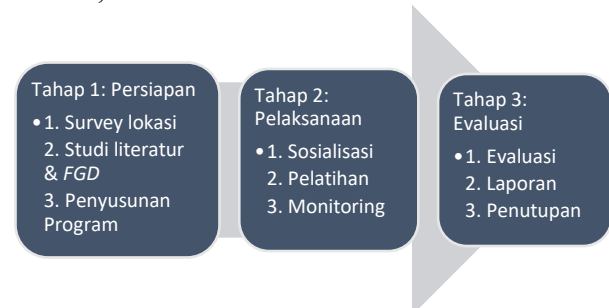 Tahap 1: Persiapan
•1. Survey lokasi
2. Studi literatur
& FGD
3. Penyusunan
Program
Tahap 2:
Pelaksanaan
•1. Sosialisasi
2. Pelatihan
3. Monitoring
Tahap 3:
Evaluasi
•1. Evaluasi
2. Laporan
3. Penutupan